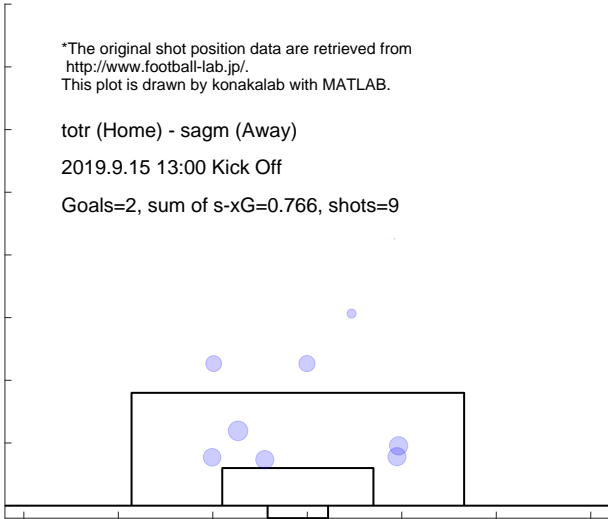 *The original shot position data are retrieved from
http://www.football-lab.jp/.
This plot is drawn by konakalab with MATLAB.
totr (Home) - sagm (Away)
2019.9.15 13:00 Kick Off
Goals=2, sum of s-xG=0.766, shots=9